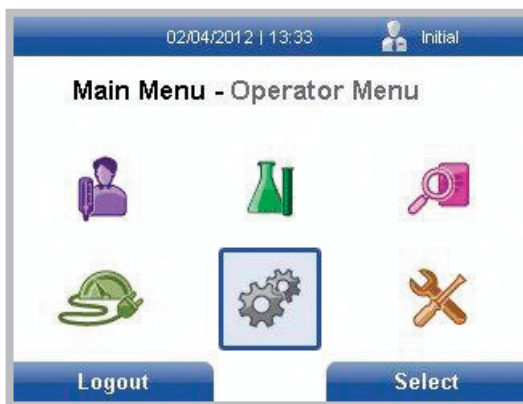 02/04/2012 | 13:33 Initial
Main Menu - Operator Menu
Logout Select